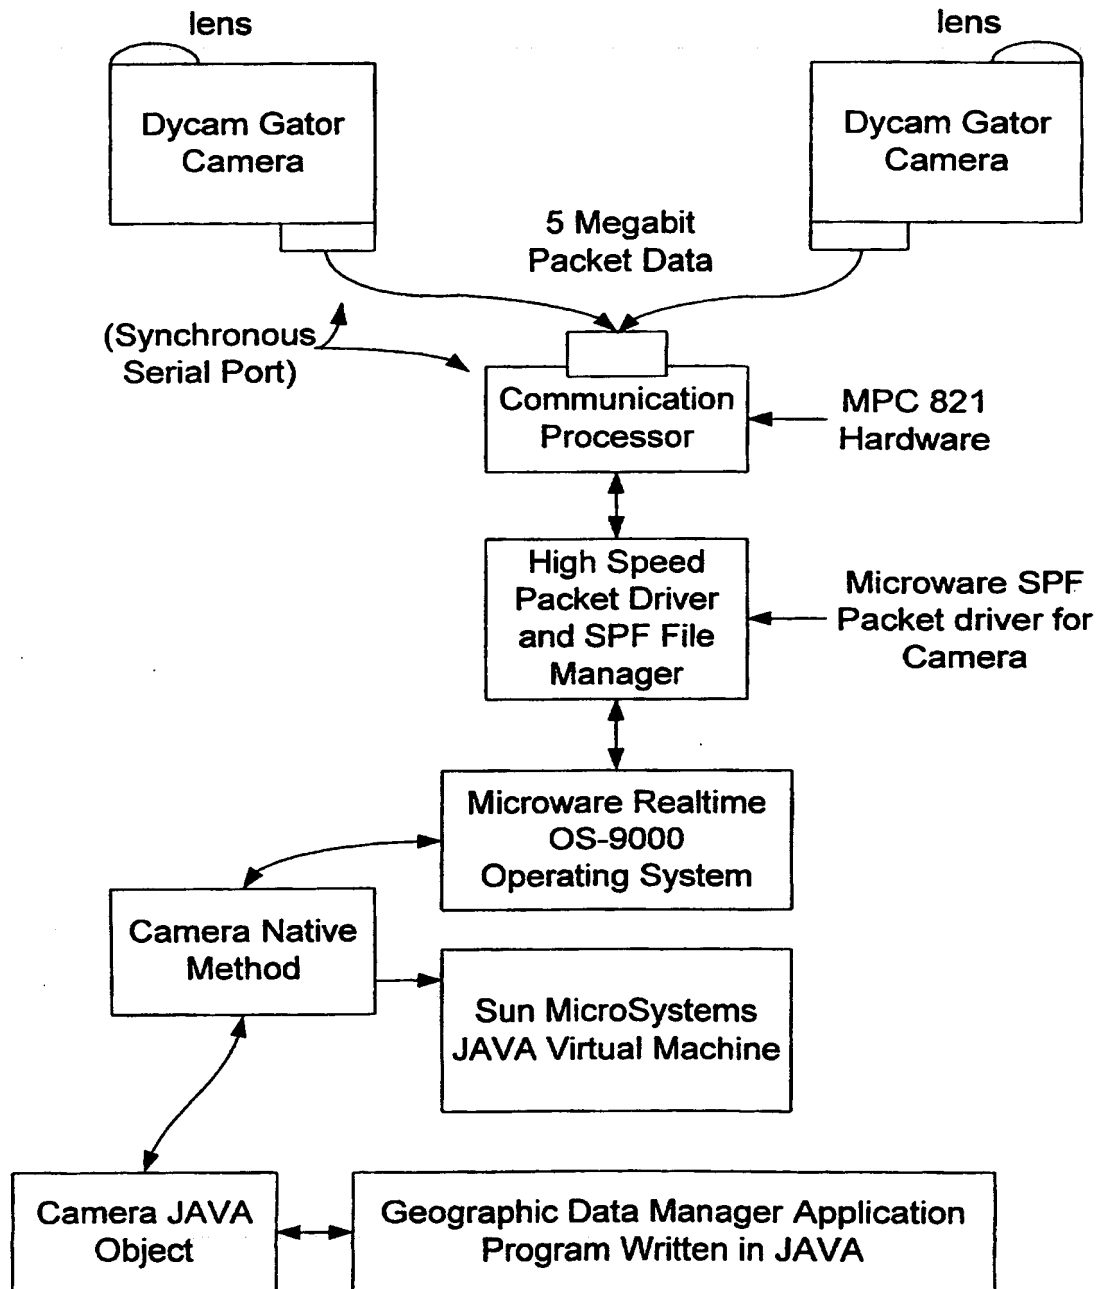 lens
lens
Dycam Gator
Camera
Dycam Gator
Camera
5 Megabit
Packet Data
(Synchronous
Serial Port)
Communication
Processor
MPC 821
Hardware
High Speed
Packet Driver
and SPF File
Manager
Microware SPF
Packet driver for
Camera
Microware Realtime
OS-9000
Operating System
Camera Native
Method
Sun MicroSystems
JAVA Virtual Machine
Camera JAVA
Object
Geographic Data Manager Application
Program Written in JAVA